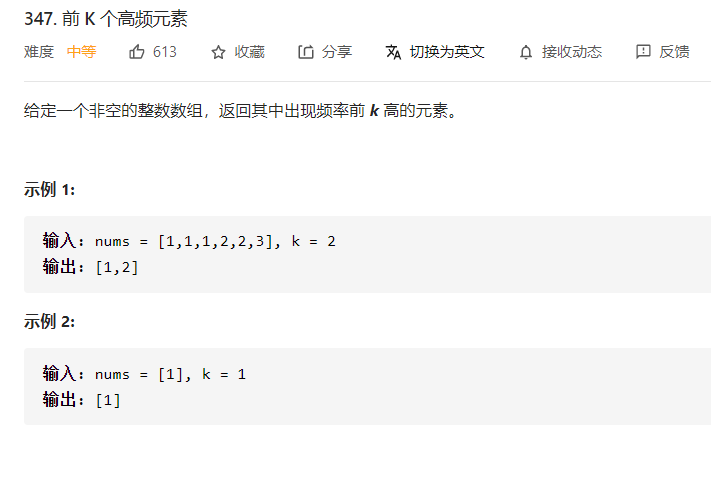 347. 前 K 个高频元素
难度 中等 613 收藏 分享 切换为英文 接收动态 反馈
给定一个非空的整数数组，返回其中出现频率前 k 高的元素。
示例 1:
输入: nums = [1,1,1,2,2,3], k = 2
输出: [1,2]
示例 2:
输入: nums = [1], k = 1
输出: [1]